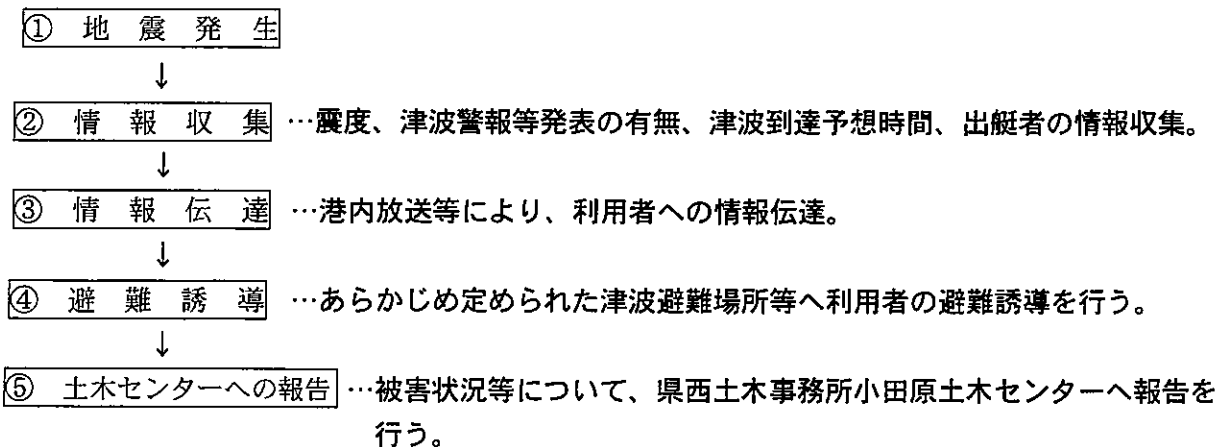 ① 地 震 発 生
↓
② 情 報 収 集 …震度、津波警報等発表の有無、津波到達予想時間、出艇者の情報収集。
↓
③ 情 報 伝 達 …港内放送等により、利用者への情報伝達。
↓
④ 避 難 誘 導 …あらかじめ定められた津波避難場所等へ利用者の避難誘導を行う。
↓
⑤ 土木センターへの報告 …被害状況等について、県西土木事務所小田原土木センターへ報告を
行う。